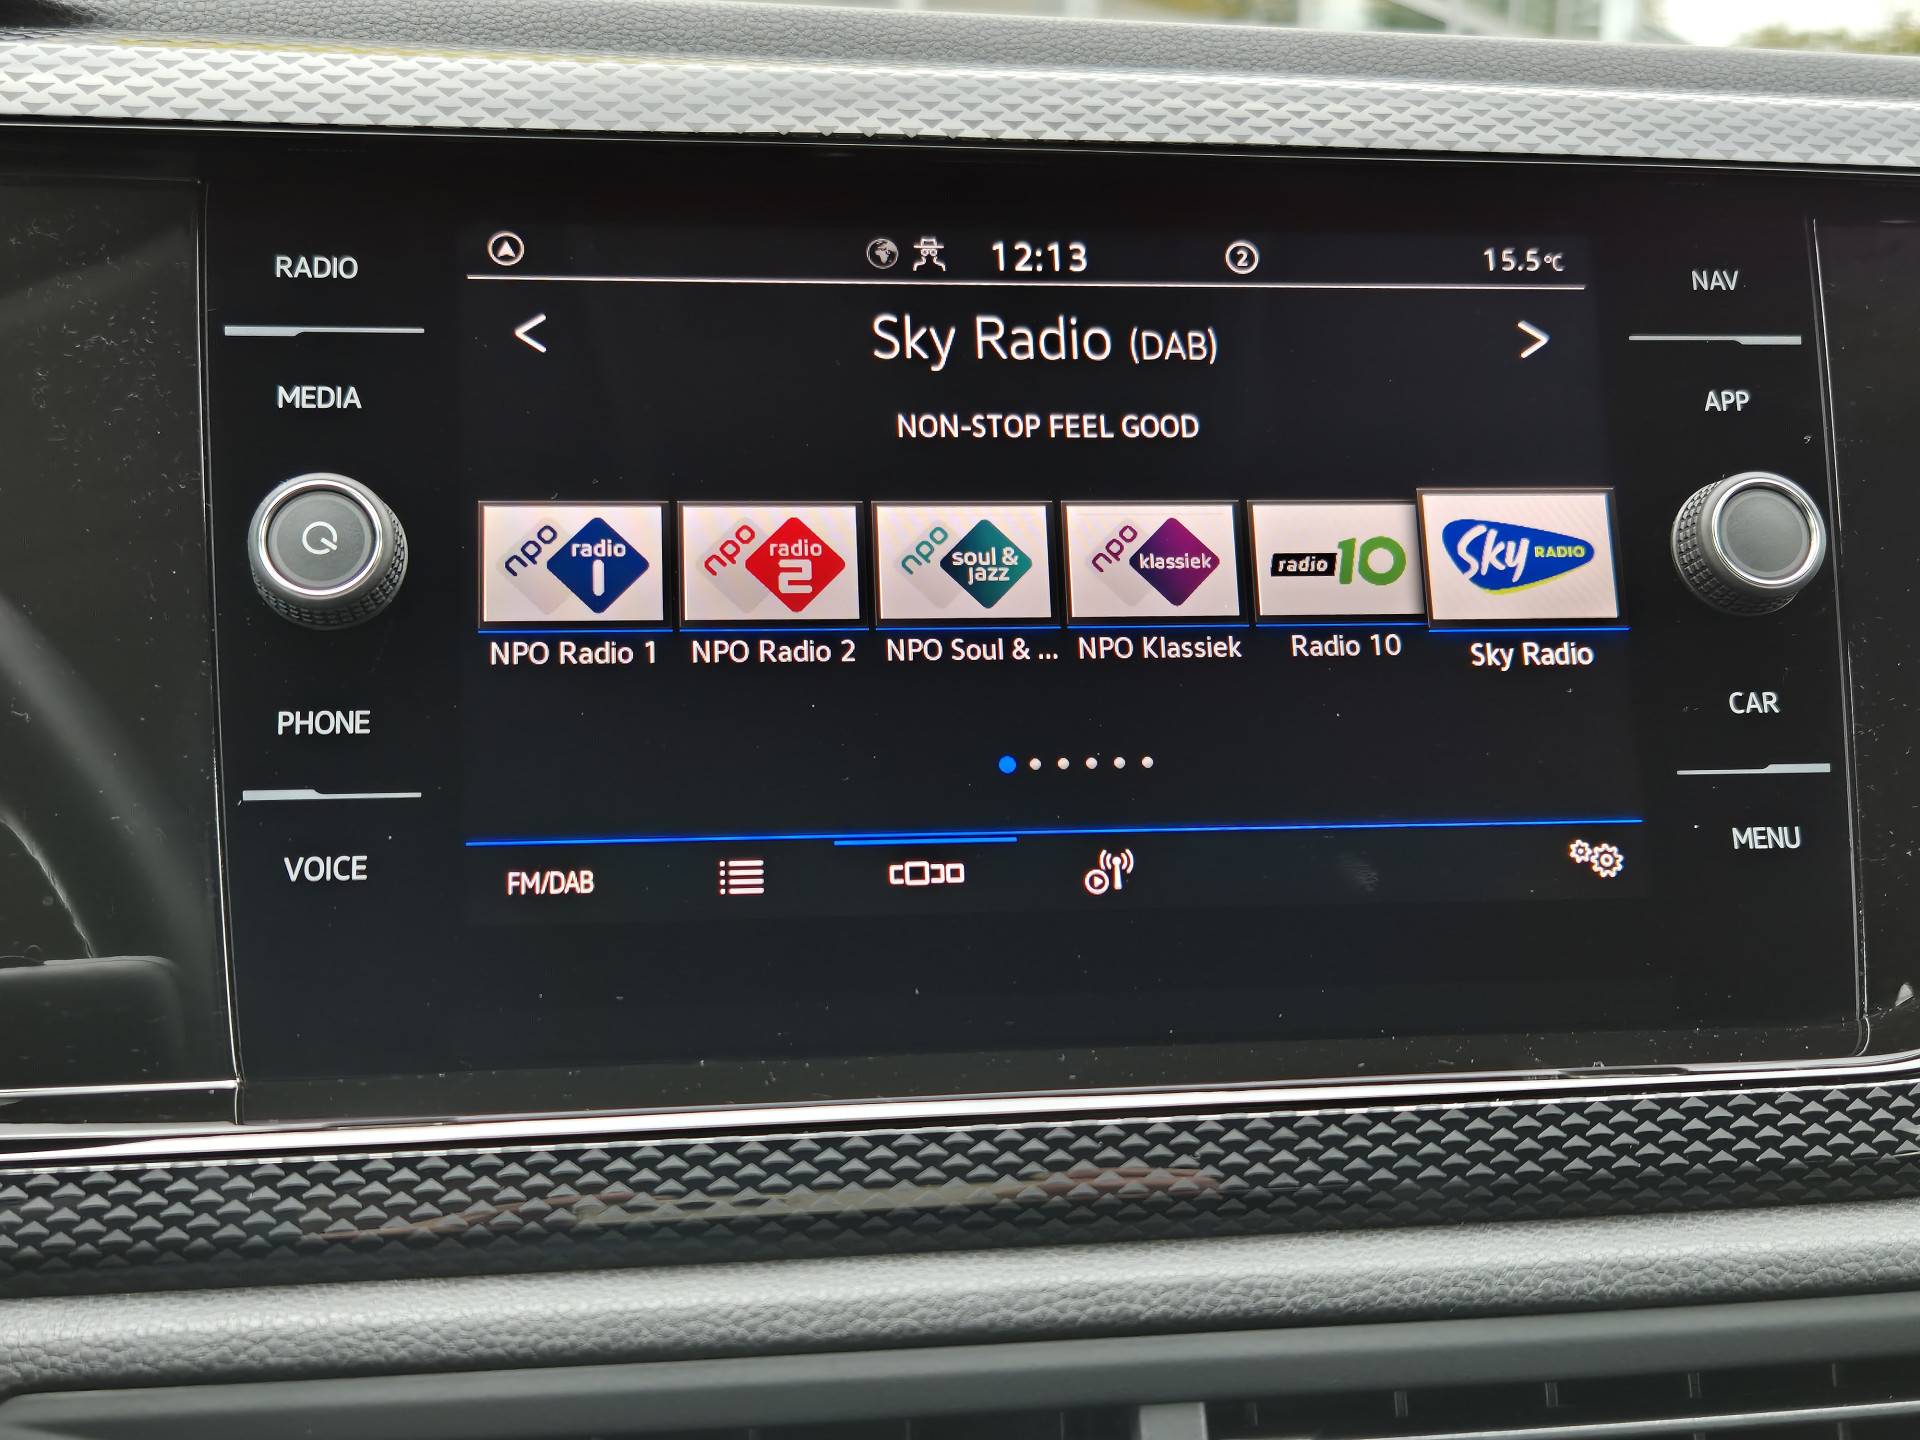 RADIO
MEDIA
PHONE
VOICE
12:13
2
15.5°C
< Sky Radio (DAB) >
NON-STOP FEEL GOOD
npo radio 1
npo radio 2
npo soul & jazz
npo klassiek
radio 10
Sky RADIO
NPO Radio 1
NPO Radio 2
NPO Soul & ...
NPO Klassiek
Radio 10
Sky Radio
FM/DAB
NAV
APP
CAR
MENU